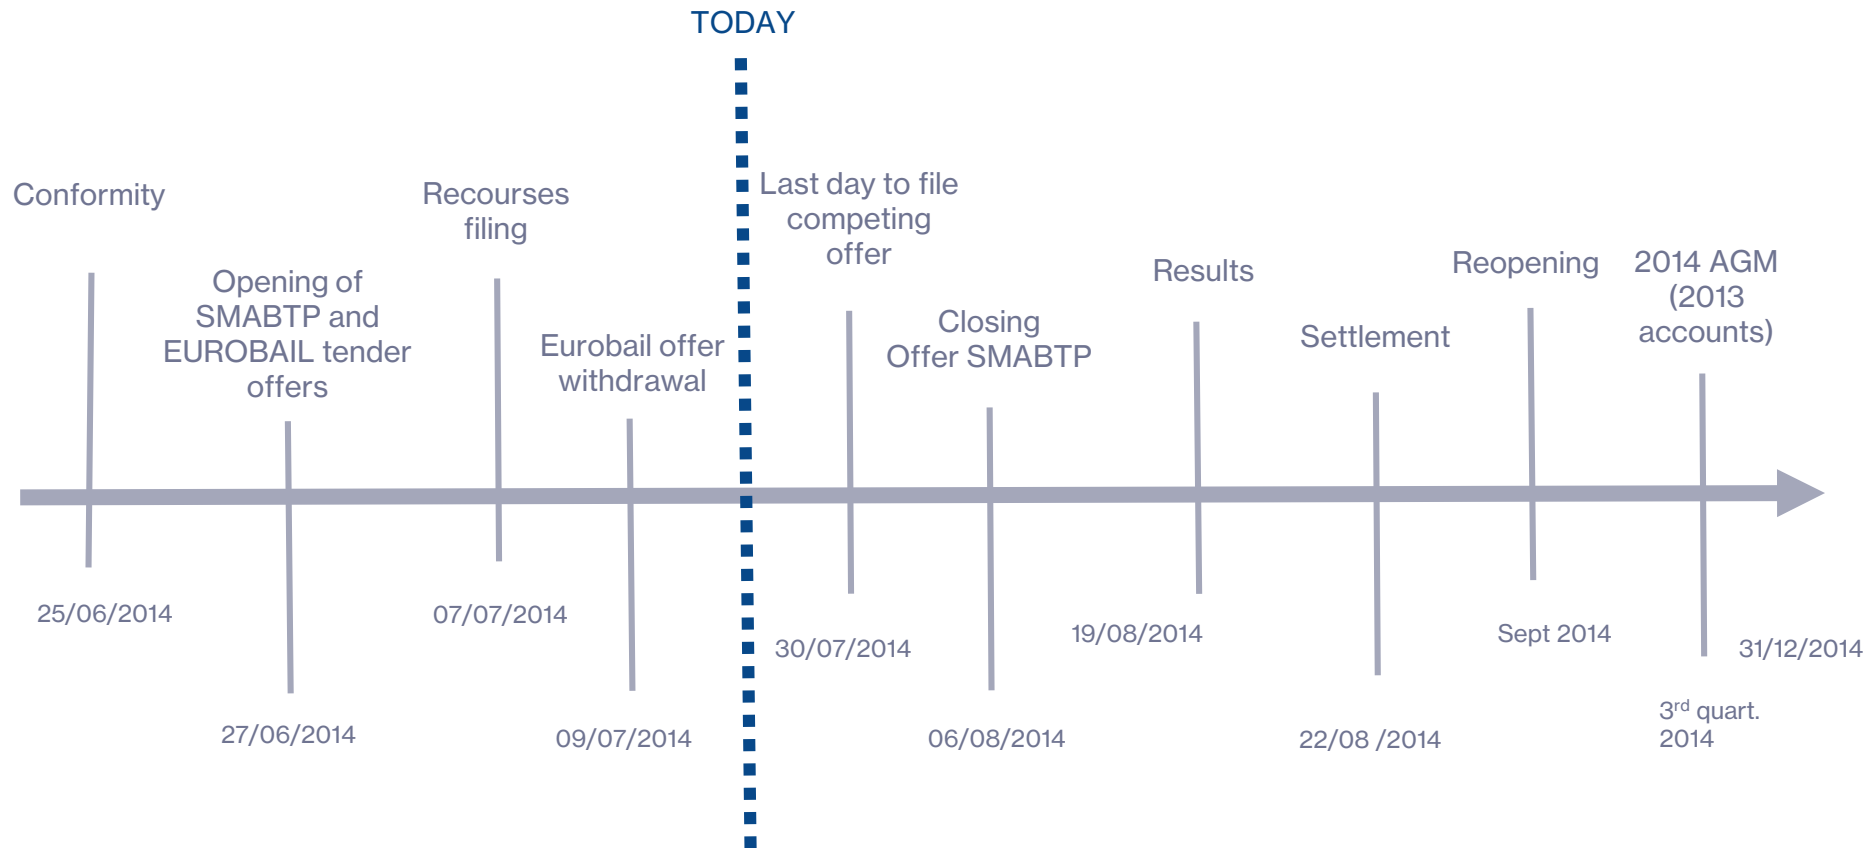 TODAY
Conformity
25/06/2014
Opening of
SMABTP and
EUROBAIL tender
offers
27/06/2014
Recourses
filing
07/07/2014
Eurobail offer
withdrawal
09/07/2014
Last day to file
competing
offer
30/07/2014
Closing
Offer SMABTP
06/08/2014
Results
19/08/2014
Settlement
22/08 /2014
Reopening
Sept 2014
2014 AGM
(2013
accounts)
3rd quart.
2014
31/12/2014